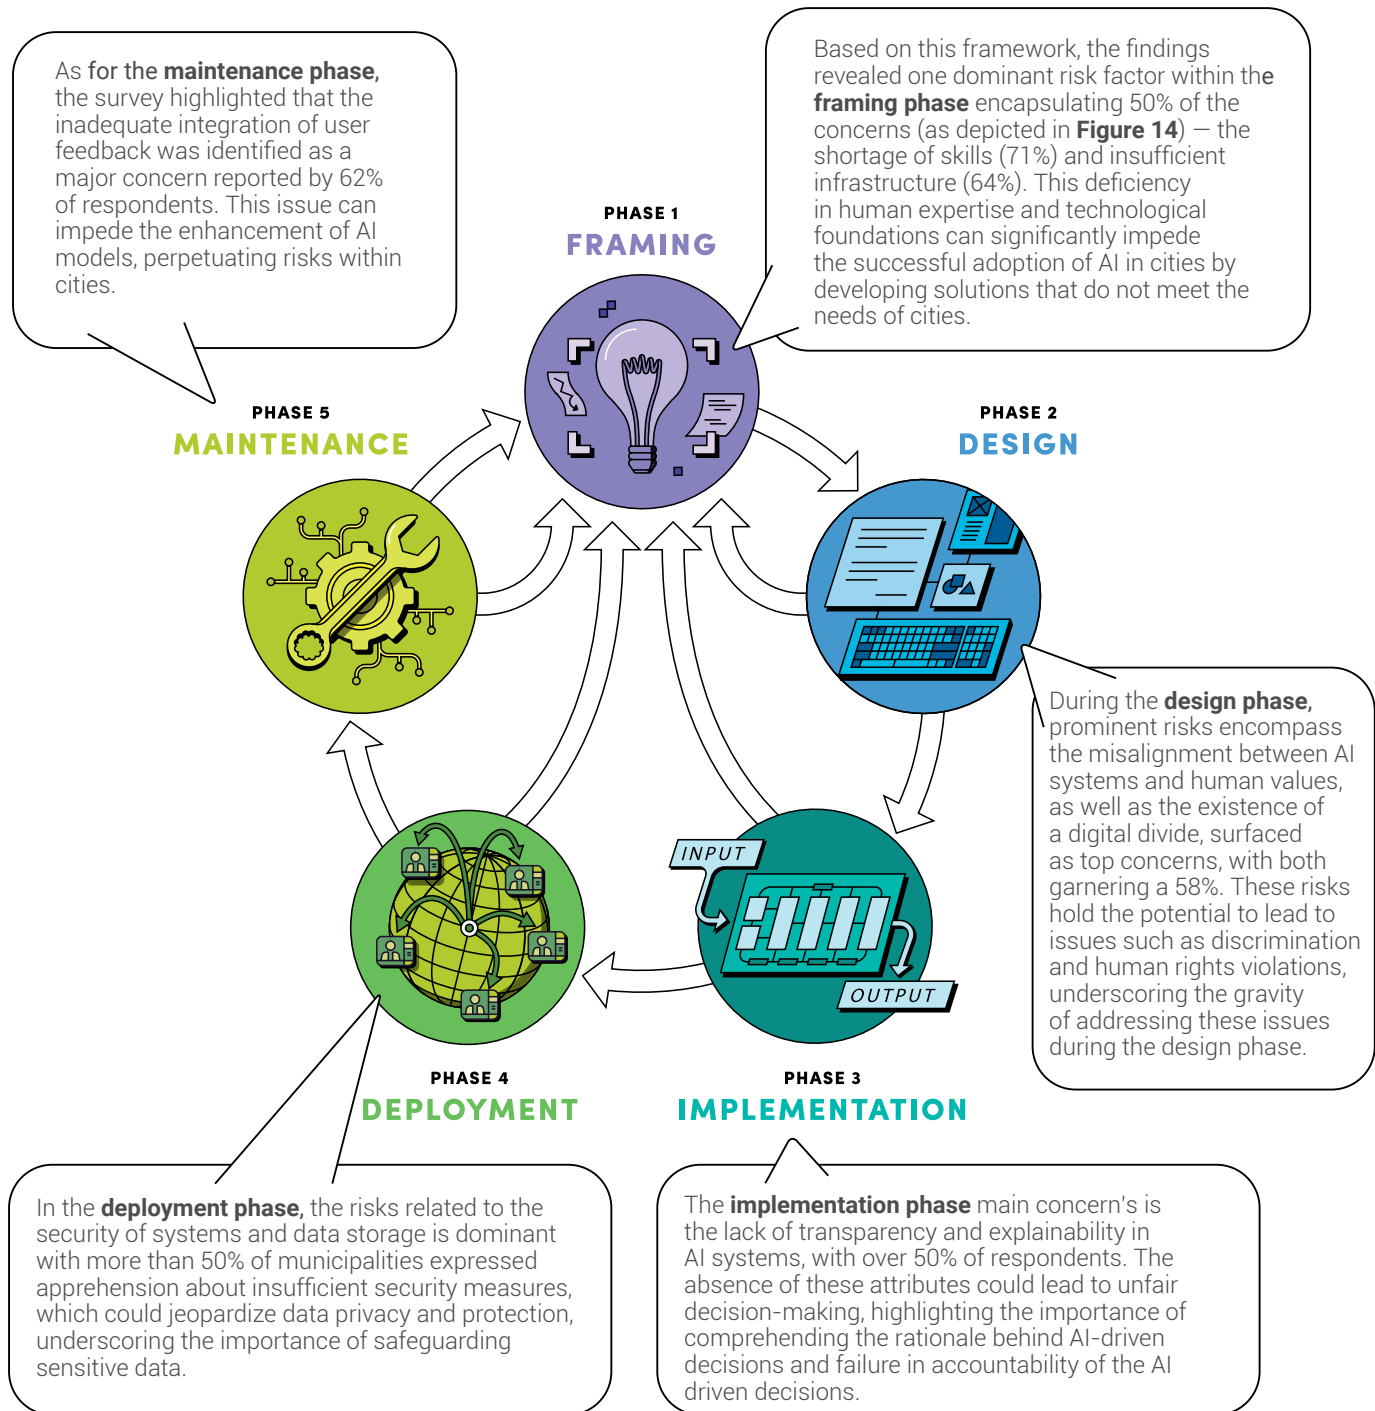 As for the maintenance phase,
the survey highlighted that the
inadequate integration of user
feedback was identified as a
major concern reported by 62%
of respondents. This issue can
impede the enhancement of AI
models, perpetuating risks within
cities.
Based on this framework, the findings
revealed one dominant risk factor within the
framing phase encapsulating 50% of the
concerns (as depicted in Figure 14) — the
shortage of skills (71%) and insufficient
infrastructure (64%). This deficiency
in human expertise and technological
foundations can significantly impede
the successful adoption of AI in cities by
developing solutions that do not meet the
needs of cities.
PHASE 1
FRAMING
PHASE 5
MAINTENANCE
PHASE 2
DESIGN
During the design phase,
prominent risks encompass
the misalignment between AI
systems and human values,
as well as the existence of
a digital divide, surfaced
as top concerns, with both
garnering a 58%. These risks
hold the potential to lead to
issues such as discrimination
and human rights violations,
underscoring the gravity
of addressing these issues
during the design phase.
INPUT
OUTPUT
PHASE 4
DEPLOYMENT
PHASE 3
IMPLEMENTATION
In the deployment phase, the risks related to the
security of systems and data storage is dominant
with more than 50% of municipalities expressed
apprehension about insufficient security measures,
which could jeopardize data privacy and protection,
underscoring the importance of safeguarding
sensitive data.
The implementation phase main concern's is
the lack of transparency and explainability in
AI systems, with over 50% of respondents. The
absence of these attributes could lead to unfair
decision-making, highlighting the importance of
comprehending the rationale behind AI-driven
decisions and failure in accountability of the AI
driven decisions.